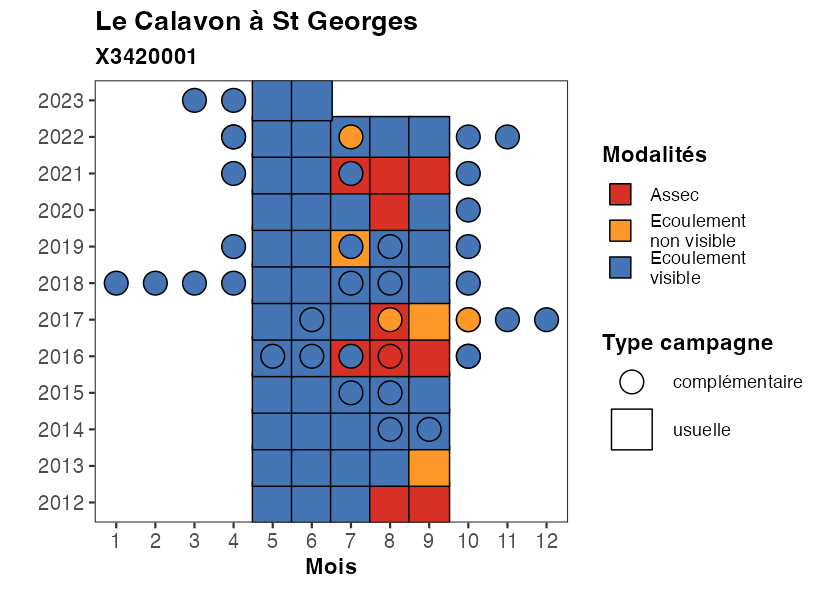 Le Calavon à St Georges
X3420001
2023
2022
2021
2020
2019
2018
2017
2016
2015
2014
2013
2012
1 2 3 4 5 6 7 8 9 10 11 12
Mois
Modalités
Assec
Ecoulement
non visible
Ecoulement
visible
Type campagne
complémentaire
usuelle